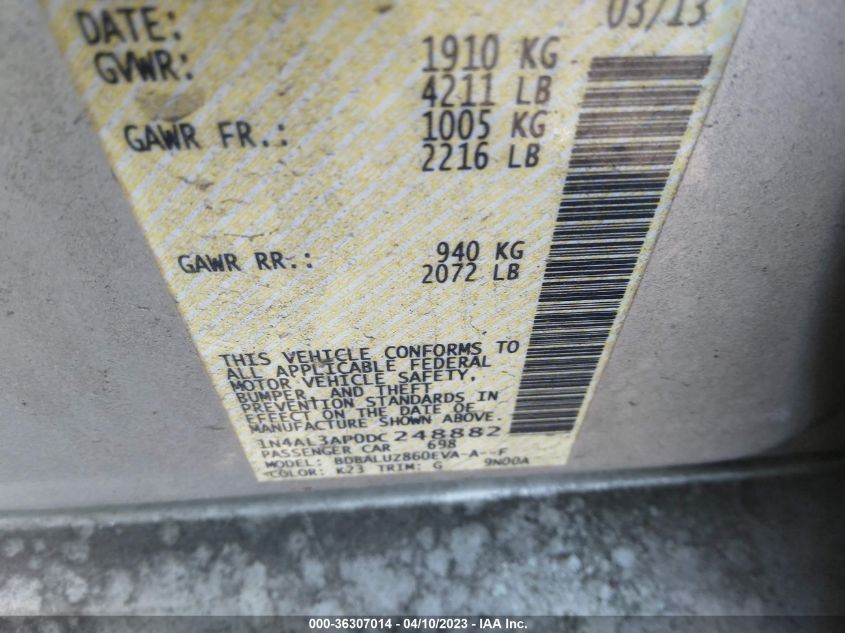 DATE: 03/13
GVWR: 1910 KG
4211 LB
GAWR FR.: 1005 KG
2216 LB
GAWR RR.: 940 KG
2072 LB
THIS VEHICLE CONFORMS TO
ALL APPLICABLE FEDERAL
MOTOR VEHICLE SAFETY,
BUMPER, AND THEFT
PREVENTION STANDARDS IN
EFFECT ON THE DATE OF
MANUFACTURE SHOWN ABOVE.
1N4AL3AP0DC248882
PASSENGER CAR 698
MODEL: BDBALUZ860EVA-A--F
COLOR: K23 TRIM: G 9N00A
000-36307014 - 04/10/2023 - IAA Inc.